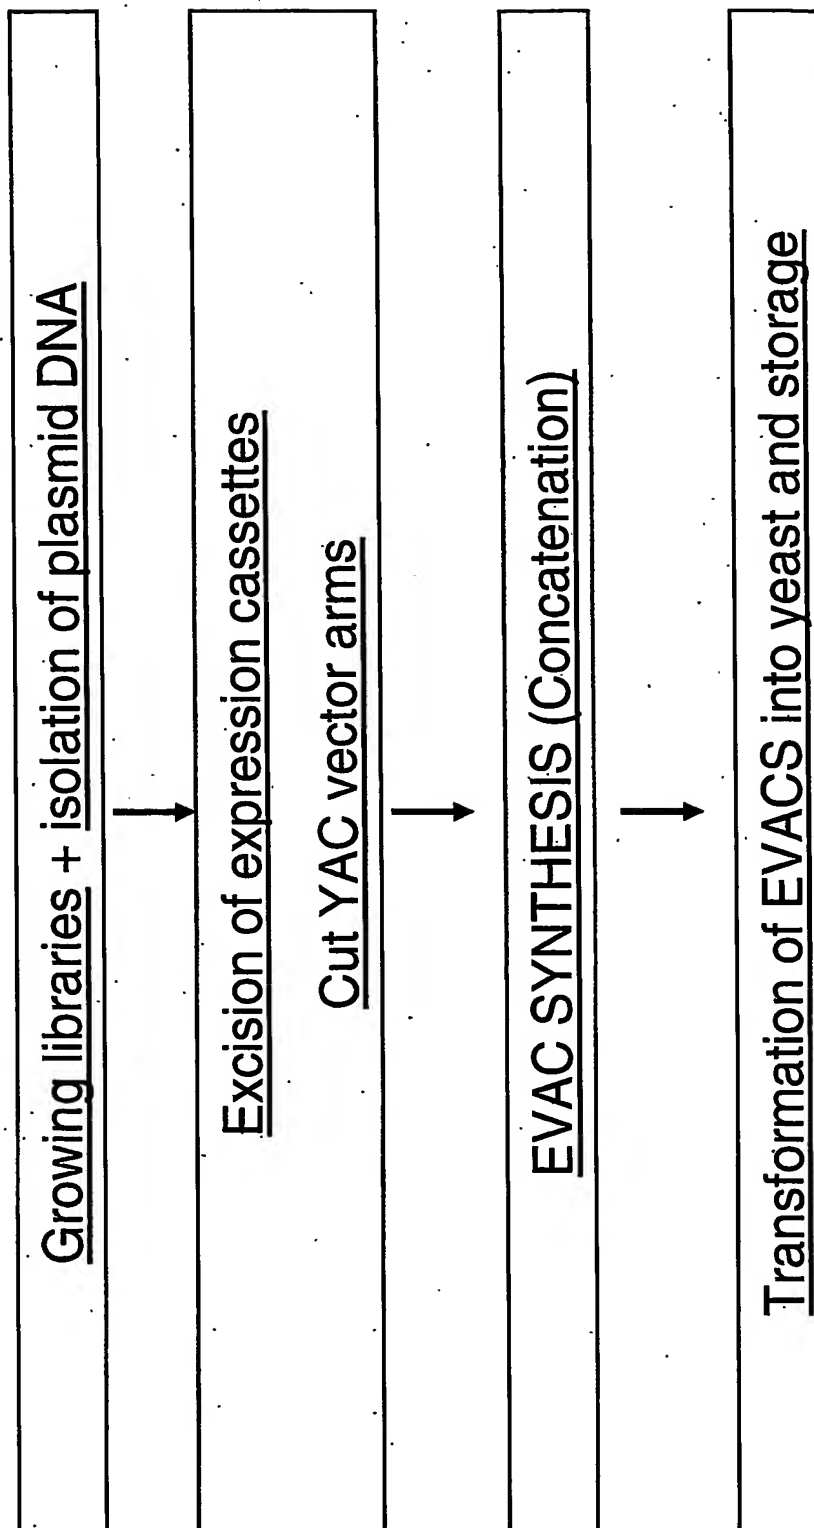 Growing libraries + isolation of plasmid DNA
Excision of expression cassettes
Cut YAC vector arms
EVAC SYNTHESIS (Concatenation)
Transformation of EVACS into yeast and storage